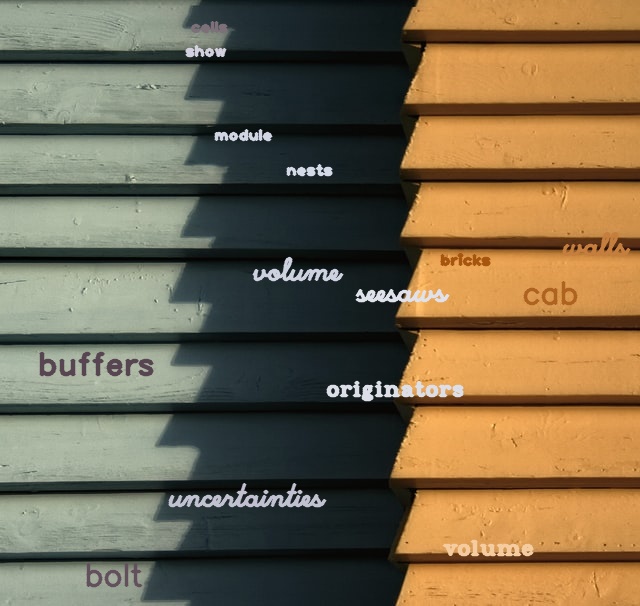 cells
show
module
nests
walls.
bricks
volume
seesaws
cab
buffers
originators
uncertainties
volume
bolt